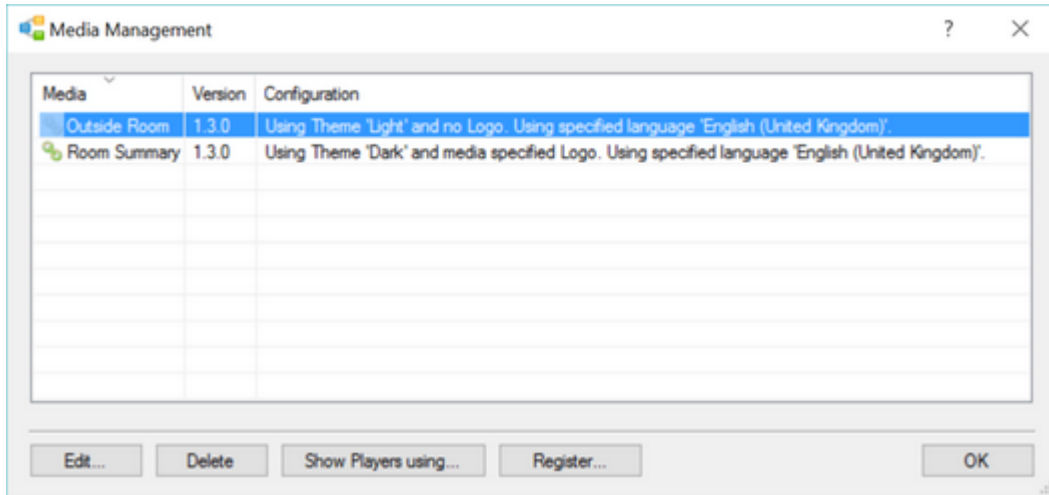 Media Management
Media Version Configuration
Outside Room 1.3.0 Using Theme 'Light' and no Logo. Using specified language 'English (United Kingdom)'.
Room Summary 1.3.0 Using Theme 'Dark' and media specified Logo. Using specified language 'English (United Kingdom)'.
Edit... Delete Show Players using... Register... OK